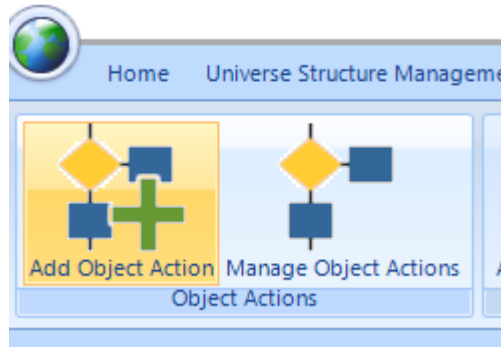 Home Universe Structure Manageme
Add Object Action Manage Object Actions
Object Actions